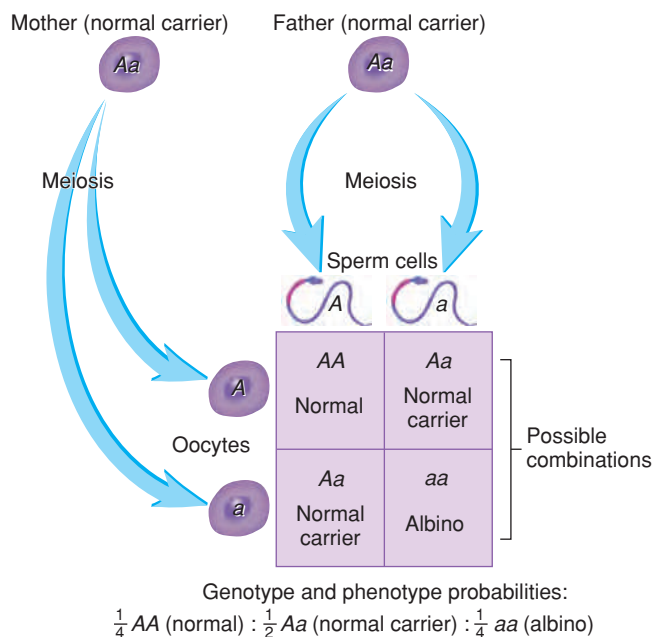 Mother (normal carrier)
Father (normal carrier)
Aa
Aa
Meiosis
Meiosis
Sperm cells
A
a
A
AA
Normal
Aa
Normal
carrier
Oocytes
a
Aa
Normal
carrier
aa
Albino
Possible
combinations
Genotype and phenotype probabilities:
1/4 AA (normal) : 1/2 Aa (normal carrier) : 1/4 aa (albino)